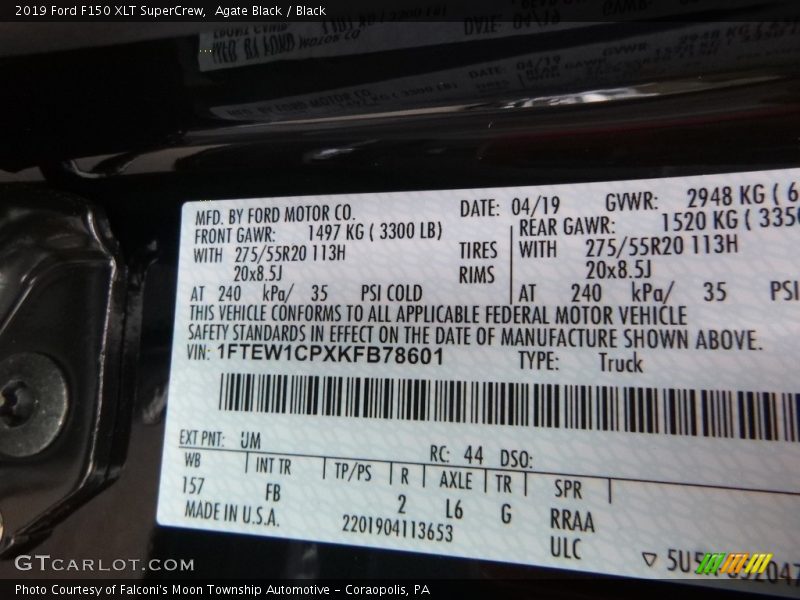 2019 Ford F150 XLT SuperCrew, Agate Black / Black
MFD. BY FORD MOTOR CO.
DATE: 04/19 GVWR: 2948 KG ( 6
FRONT GAWR: 1497 KG ( 3300 LB)
REAR GAWR: 1520 KG ( 3350
WITH 275/55R20 113H TIRES WITH 275/55R20 113H
20x8.5J RIMS 20x8.5J
AT 240 kPa/ 35 PSI COLD AT 240 kPa/ 35 PSI
THIS VEHICLE CONFORMS TO ALL APPLICABLE FEDERAL MOTOR VEHICLE
SAFETY STANDARDS IN EFFECT ON THE DATE OF MANUFACTURE SHOWN ABOVE.
VIN: 1FTEW1CPXKFB78601 TYPE: Truck
EXT PNT: UM RC: 44 DSO:
WB INT TR TP/PS R AXLE TR SPR
157 FB 2 L6 G RRAA
MADE IN U.S.A. 2201904113653 ULC
GTCARLOT.COM
Photo Courtesy of Falconi's Moon Township Automotive – Coraopolis, PA